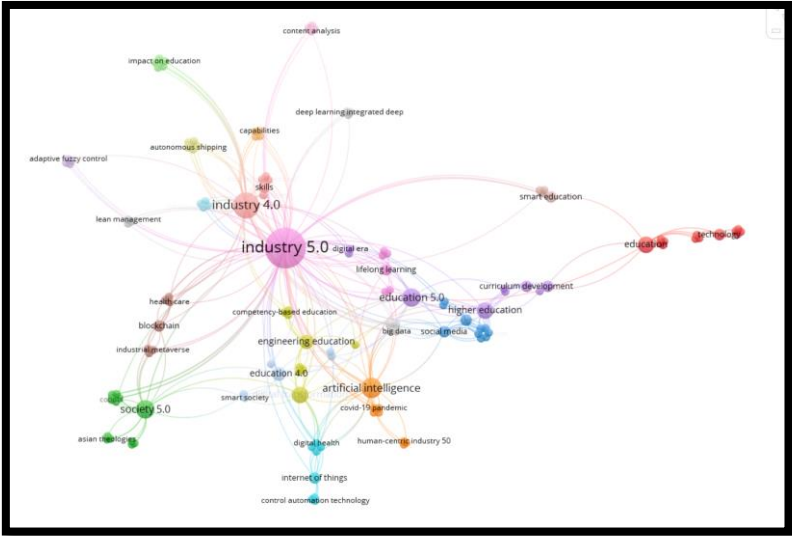 content analysis
impact on education
deep learning integrated deep
capabilities
autonomous shipping
adaptive fuzzy control
skills
smart education
industry 4.0
lean management
technology
education
industry 5.0
digital era
lifelong learning
curriculum development
education 5.0
health care
higher education
competency-based education
blockchain
big data
social media
engineering education
industrial metaverse
education 4.0
artificial intelligence
smart society
society 5.0
covid-19 pandemic
asian theologies
digital health
human-centric industry 50
internet of things
control automation technology